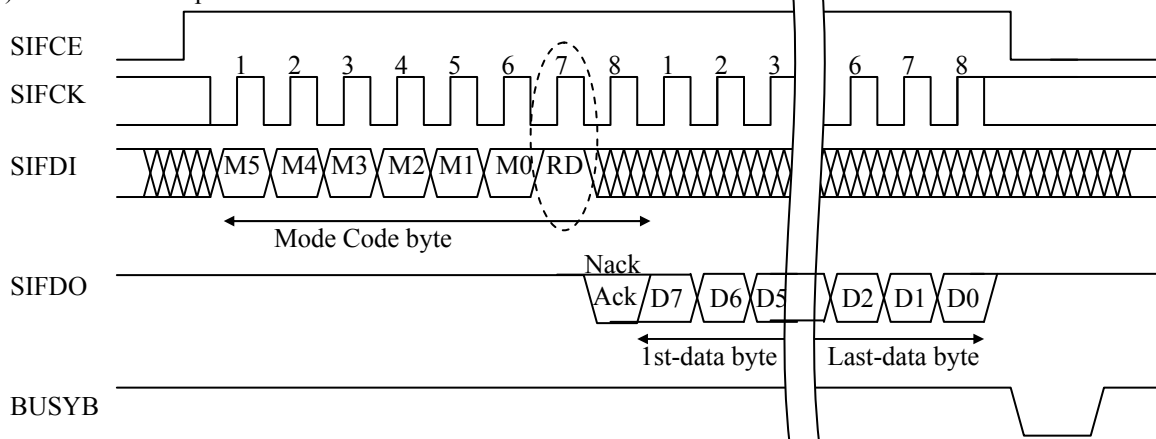 SIFCE
1 2 3 4 5 6 7 8 1 2 3 6 7 8
SIFCK
SIFDI M5 M4 M3 M2 M1 M0 RD
Mode Code byte
Nack
SIFDO Ack D7 D6 D5 D2 D1 D0
1st-data byte Last-data byte
BUSYB